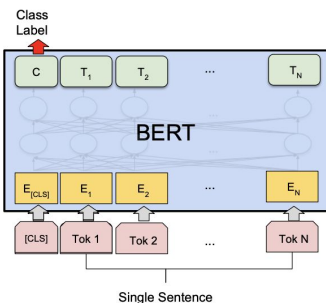 Class
Label
C T1 T2 ... TN
BERT
E[CLS] E1 E2 ... EN
[CLS] Tok 1 Tok 2 ... Tok N
Single Sentence